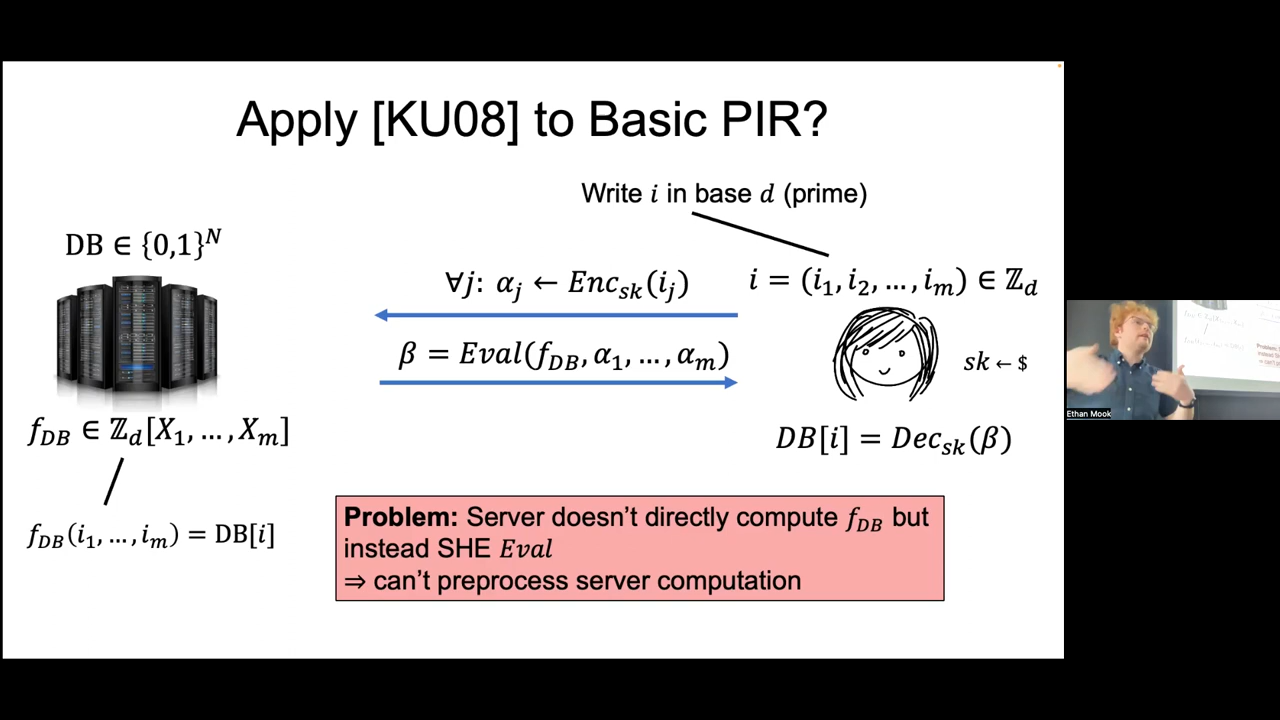 Apply [KU08] to Basic PIR?
Write i in base d (prime)
DB ∈ {0,1}^N
∀j: α_j ← Enc_sk(i_j)
i = (i_1, i_2, …, i_m) ∈ ℤ_d
β = Eval(f_DB, α_1, …, α_m)
sk ← $
f_DB ∈ ℤ_d[X_1, …, X_m]
DB[i] = Dec_sk(β)
f_DB(i_1, …, i_m) = DB[i]
Problem: Server doesn't directly compute f_DB but
instead SHE Eval
⇒ can't preprocess server computation
Ethan Mook